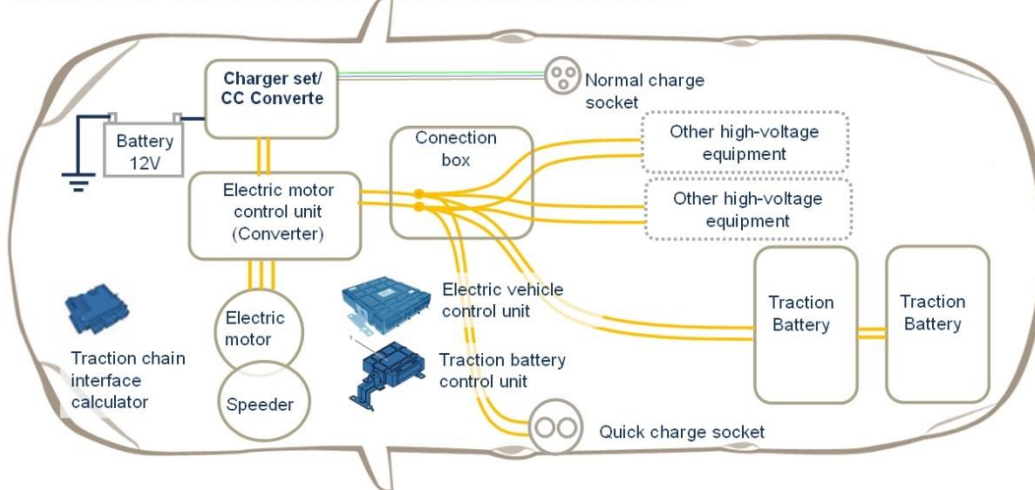 Charger set/
CC Converte
Normal charge
socket
Battery
12V
Conection
box
Other high-voltage
equipment
Electric motor
control unit
(Converter)
Other high-voltage
equipment
Electric vehicle
control unit
Traction
Battery
Traction
Battery
Electric
motor
Traction chain
interface
calculator
Traction battery
control unit
Speeder
Quick charge socket